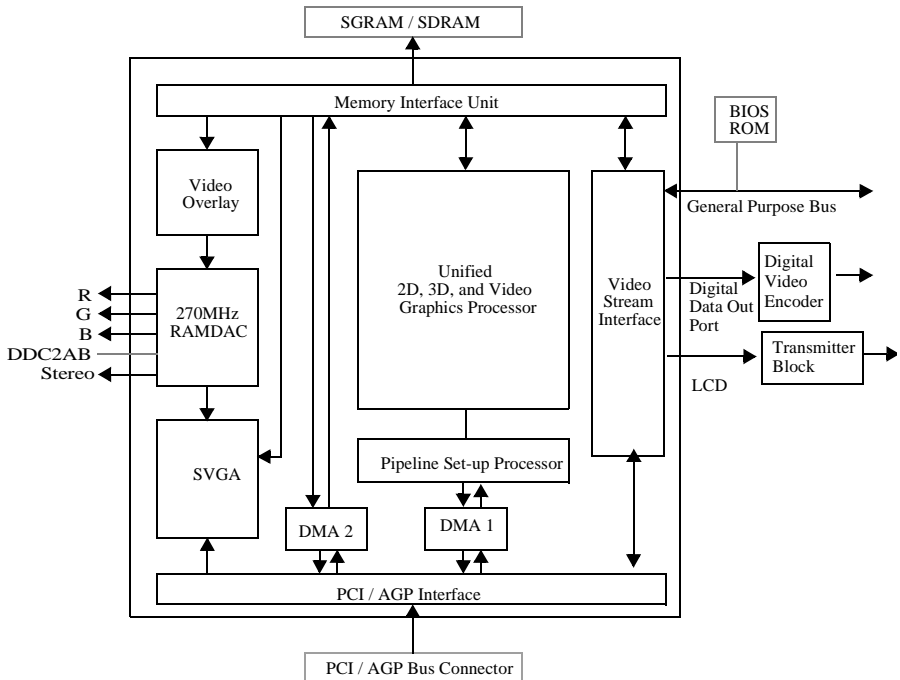 SGRAM / SDRAM
Memory Interface Unit
BIOS
ROM
Video
Overlay
General Purpose Bus
Unified
2D, 3D, and Video
Graphics Processor
Video
Stream
Interface
Digital
Data Out
Port
Digital
Video
Encoder
R
G
B
DDC2AB
Stereo
270MHz
RAMDAC
LCD
Transmitter
Block
SVGA
Pipeline Set-up Processor
DMA 2
DMA 1
PCI / AGP Interface
PCI / AGP Bus Connector